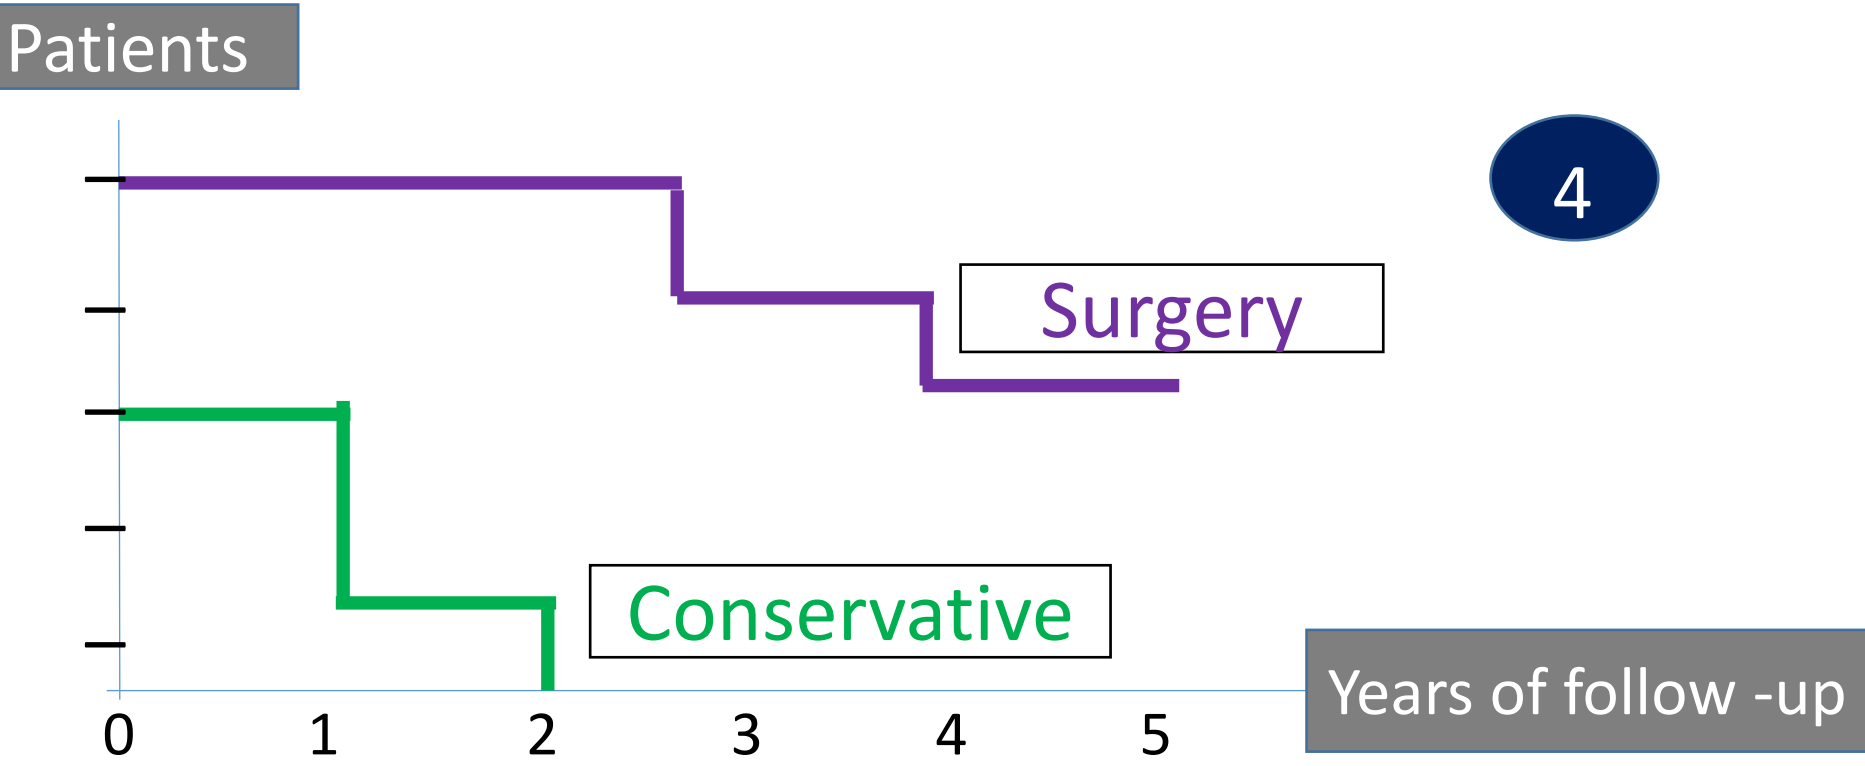 Patients
4
Surgery
Conservative
Years of follow -up
0 1 2 3 4 5